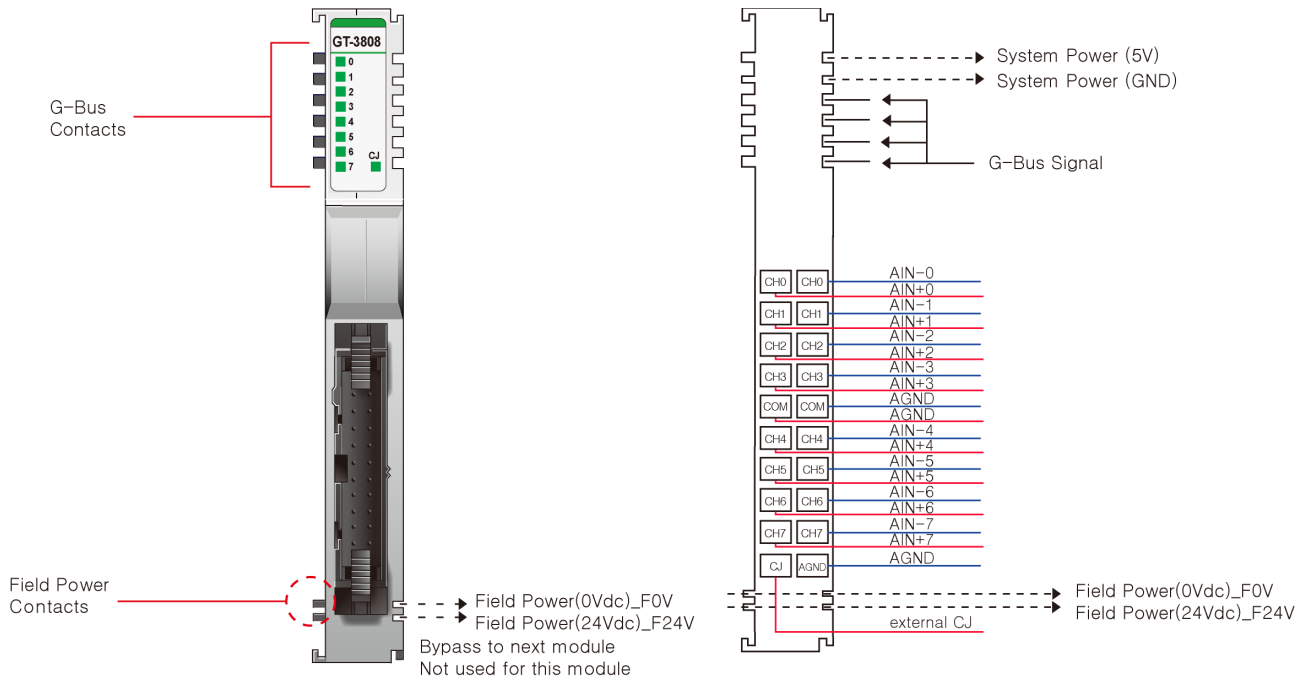 GT-3808
0
1
2
3
4
5
6
7
CJ
G-Bus
Contacts
Field Power
Contacts
Field Power(0Vdc)_F0V
Field Power(24Vdc)_F24V
Bypass to next module
Not used for this module
System Power (5V)
System Power (GND)
G-Bus Signal
CH0 CH0 AIN-0
AIN+0
CH1 CH1 AIN-1
AIN+1
CH2 CH2 AIN-2
AIN+2
CH3 CH3 AIN-3
AIN+3
COM COM AGND
AGND
CH4 CH4 AIN-4
AIN+4
CH5 CH5 AIN-5
AIN+5
CH6 CH6 AIN-6
AIN+6
CH7 CH7 AIN-7
AIN+7
CJ AGND AGND
Field Power(0Vdc)_F0V
Field Power(24Vdc)_F24V
external CJ